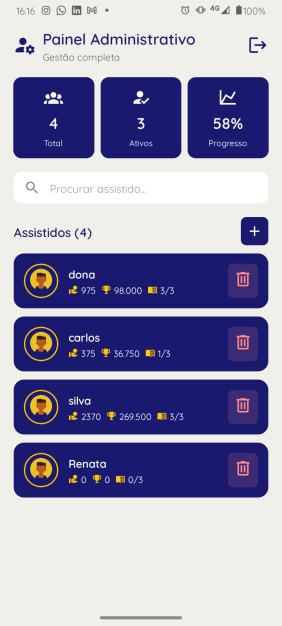 16:16
4G
100%
Painel Administrativo
Gestão completa
4
3
58%
Total
Ativos
Progresso
Procurar assistido...
Assistidos (4)
dona
975 98.000 3/3
carlos
375 36.750 1/3
silva
2370 269.500 3/3
Renata
0 0 0/3